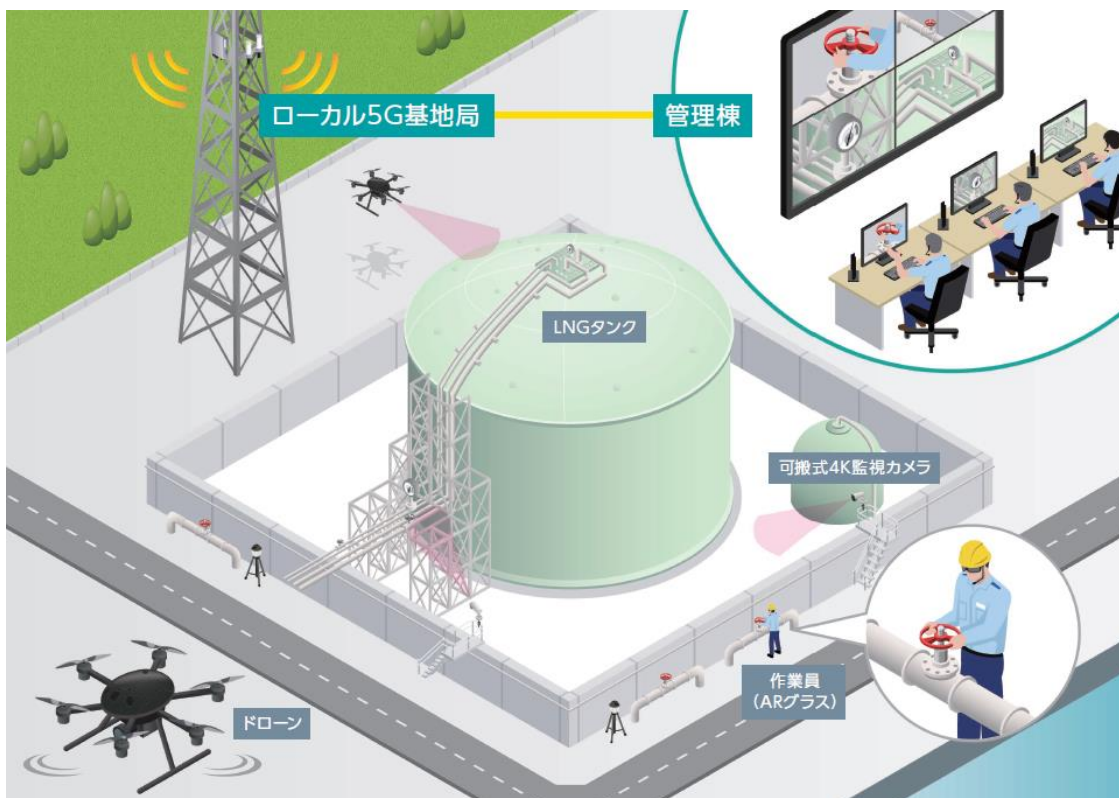 ローカル5G基地局
管理棟
LNGタンク
可搬式4K監視カメラ
作業員
（ARグラス）
ドローン